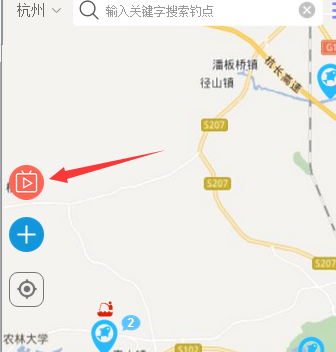 杭州
输入关键字搜索钓点
潘板桥镇
径山镇
杭长高速
S207
S207
S207
2
农林大学
S102